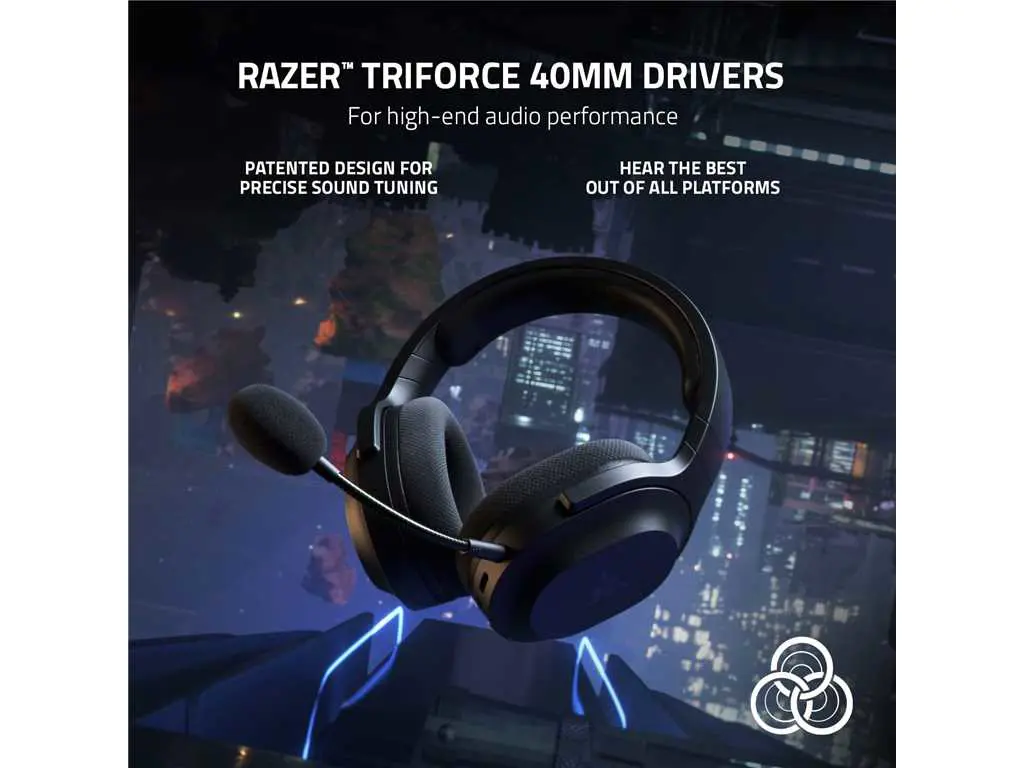 RAZER™ TRIFORCE 40MM DRIVERS
For high-end audio performance
PATENTED DESIGN FOR
PRECISE SOUND TUNING
HEAR THE BEST
OUT OF ALL PLATFORMS